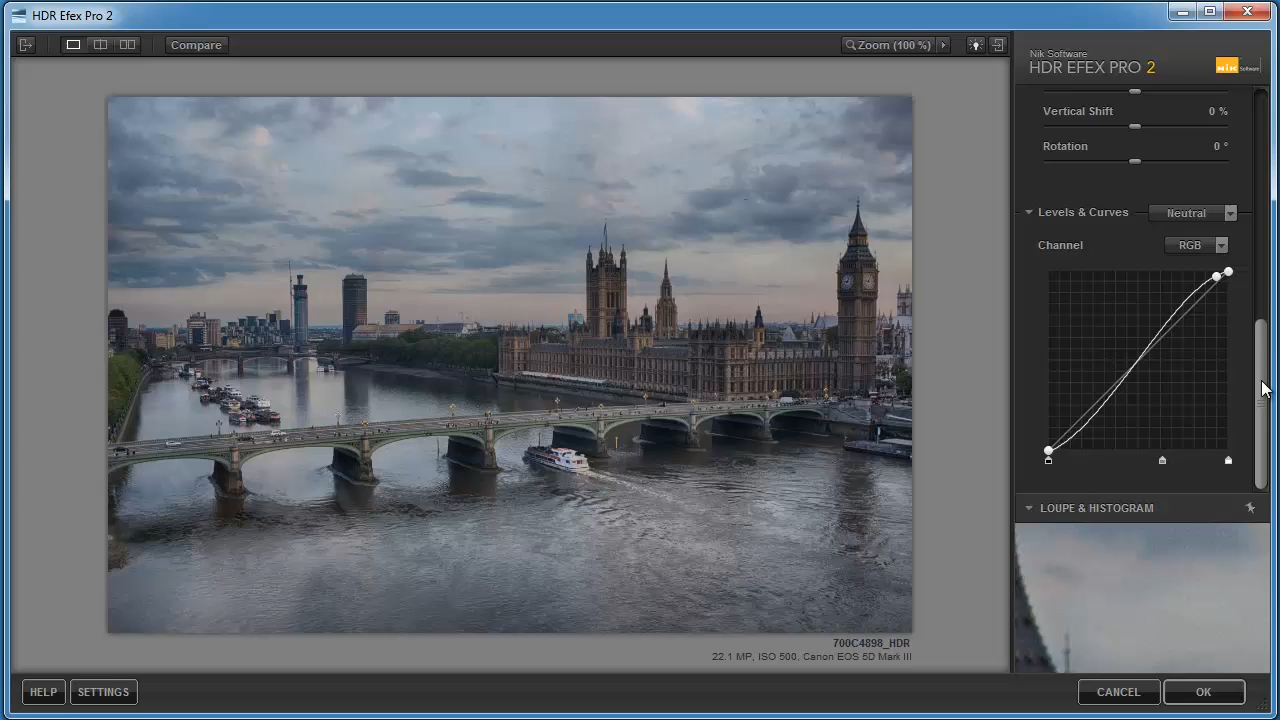 HDR Efex Pro 2
Compare
Zoom (100 %)
Nik Software
HDR EFEX PRO 2
Nik Software
Vertical Shift 0 %
Rotation 0 °
Levels & Curves Neutral
Channel RGB
LOUPE & HISTOGRAM
700C4898_HDR
22.1 MP, ISO 500, Canon EOS 5D Mark III
HELP SETTINGS CANCEL OK